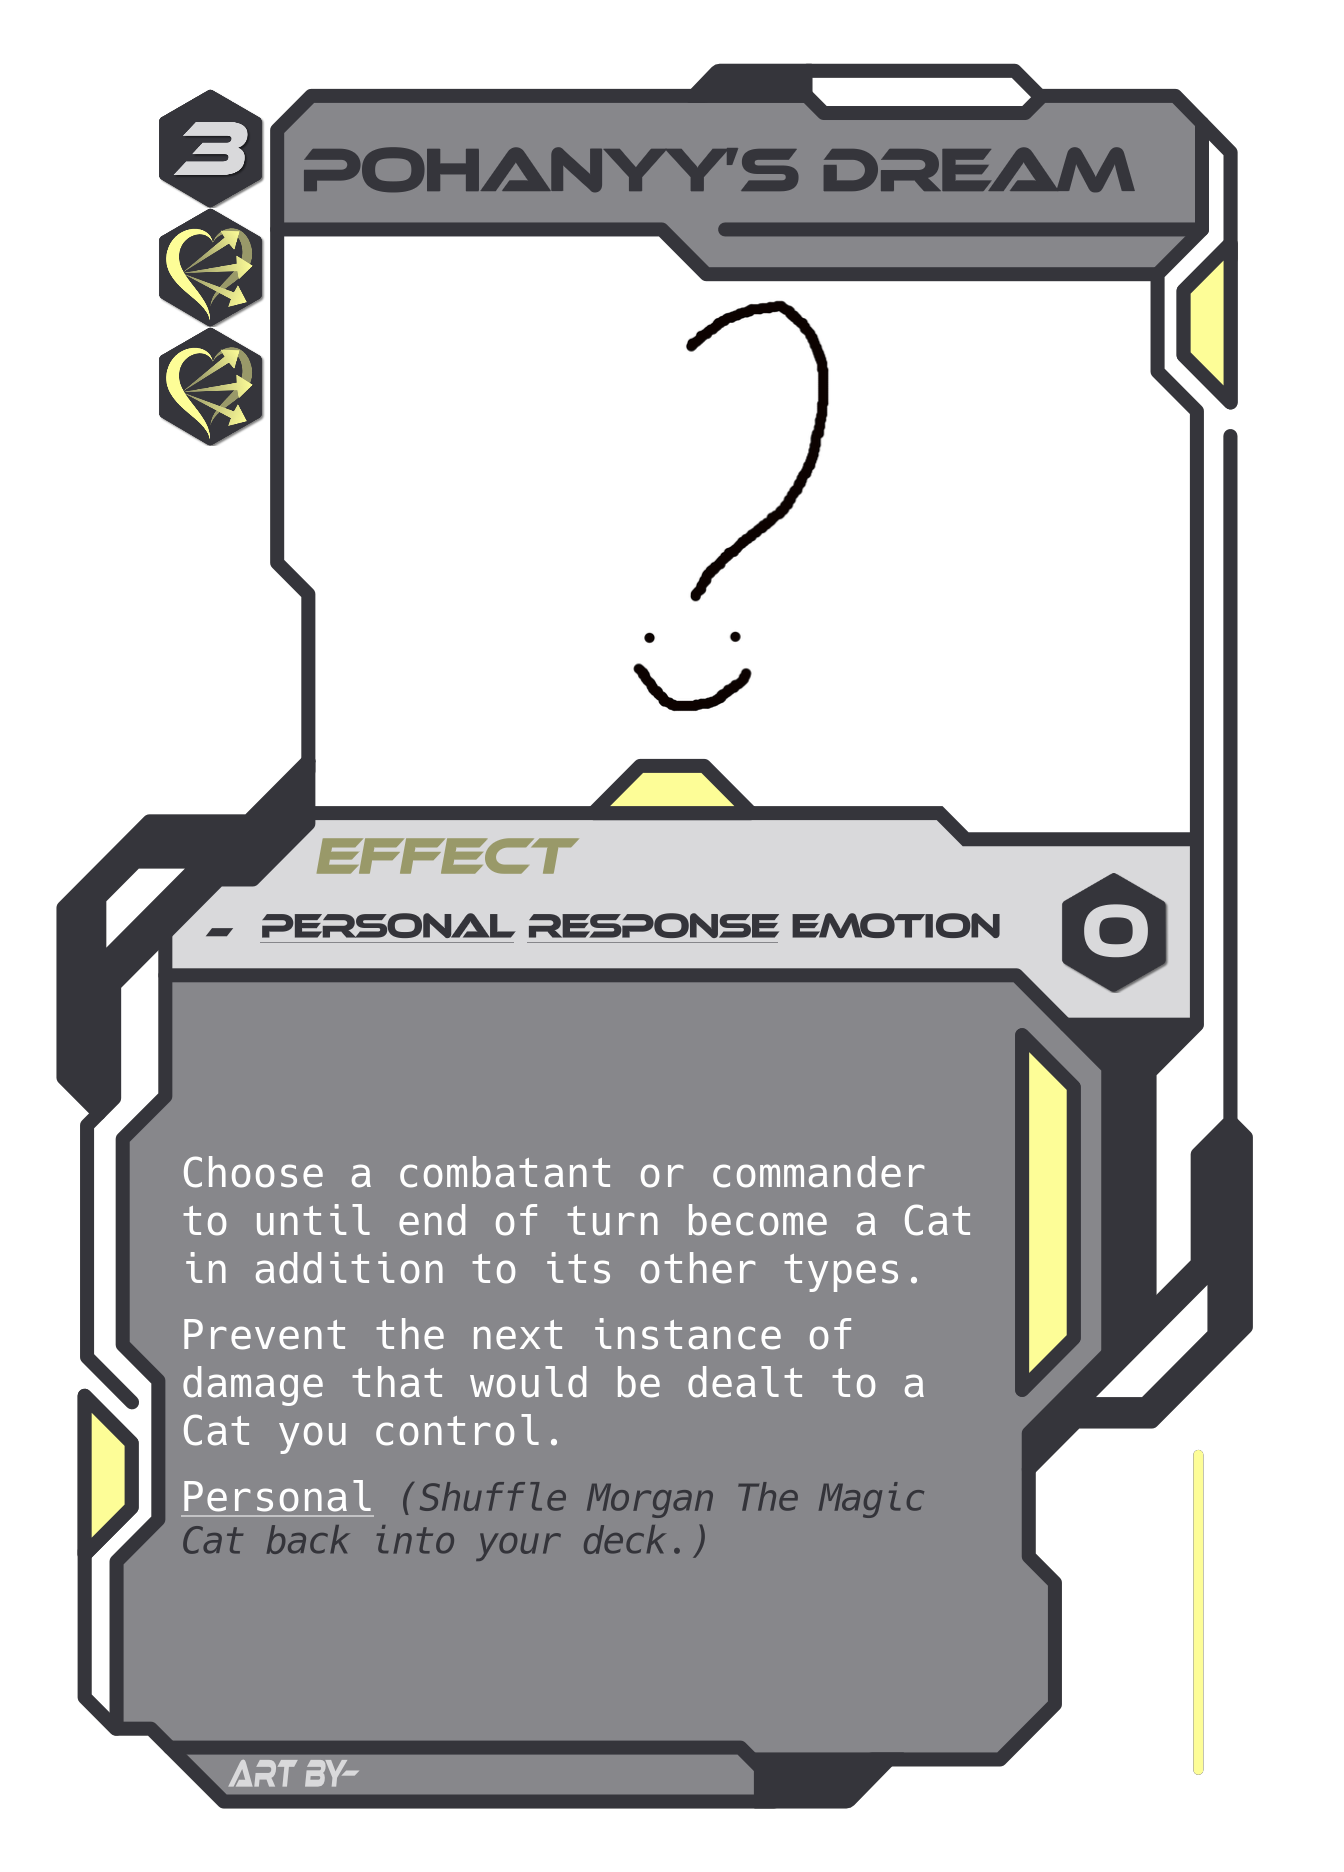 3
POHANYY'S DREAM
EFFECT
- PERSONAL RESPONSE EMOTION
0
Choose a combatant or commander
to until end of turn become a Cat
in addition to its other types.
Prevent the next instance of
damage that would be dealt to a
Cat you control.
Personal (Shuffle Morgan The Magic
Cat back into your deck.)
ART BY-